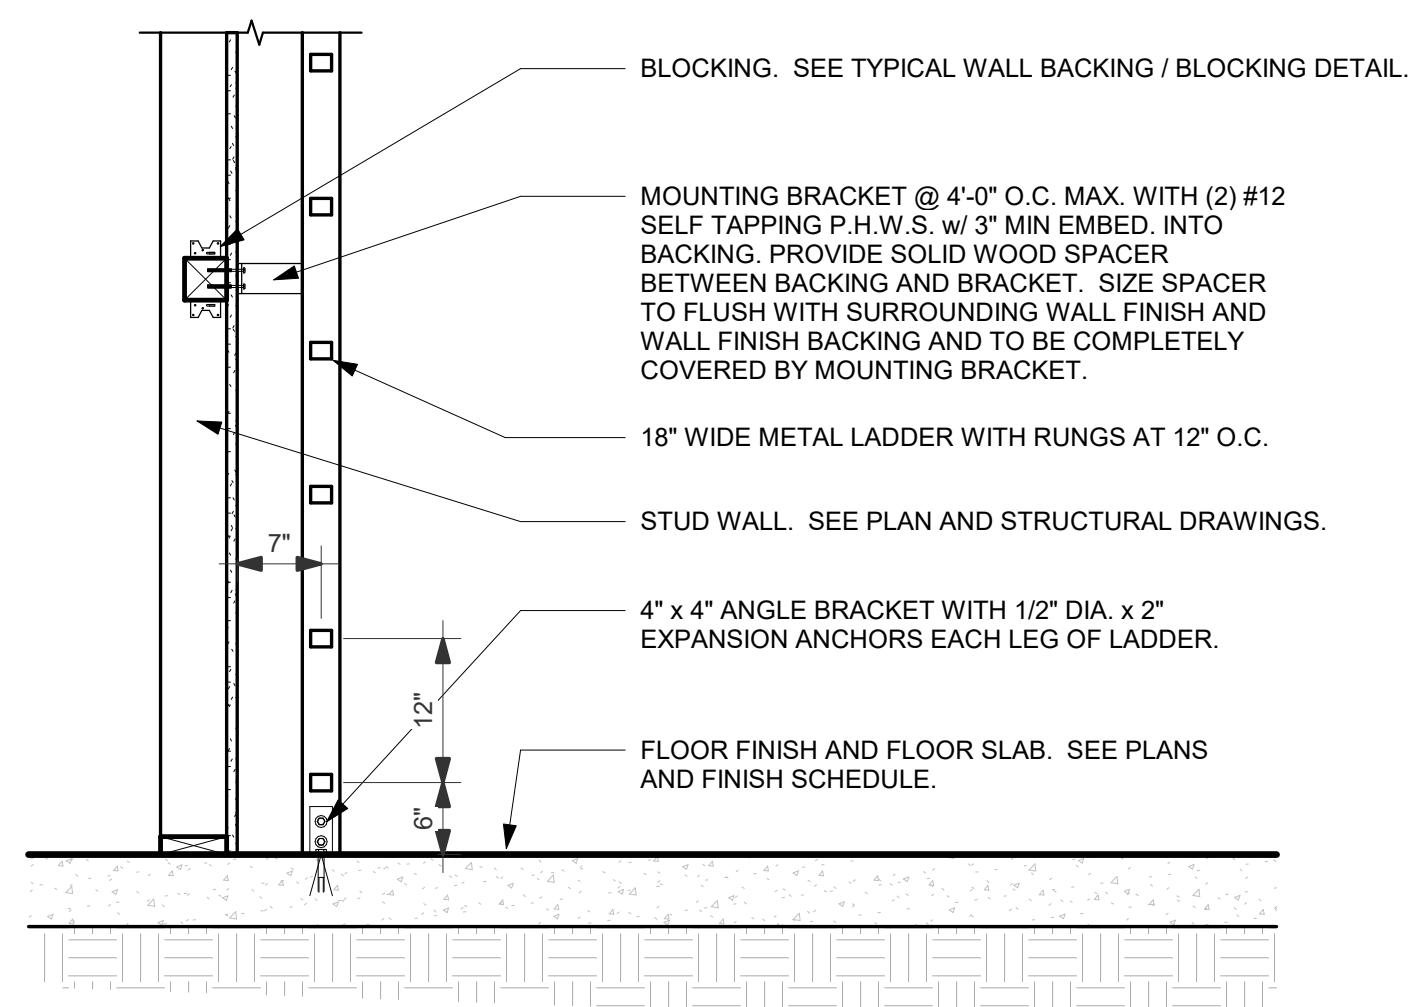 BLOCKING.  SEE TYPICAL WALL BACKING / BLOCKING DETAIL.
MOUNTING BRACKET @ 4'-0" O.C. MAX. WITH (2) #12
SELF TAPPING P.H.W.S. w/ 3" MIN EMBED. INTO
BACKING. PROVIDE SOLID WOOD SPACER
BETWEEN BACKING AND BRACKET.  SIZE SPACER
TO FLUSH WITH SURROUNDING WALL FINISH AND
WALL FINISH BACKING AND TO BE COMPLETELY
COVERED BY MOUNTING BRACKET.
18" WIDE METAL LADDER WITH RUNGS AT 12" O.C.
STUD WALL.  SEE PLAN AND STRUCTURAL DRAWINGS.
7"
4" x 4" ANGLE BRACKET WITH 1/2" DIA. x 2"
EXPANSION ANCHORS EACH LEG OF LADDER.
12"
FLOOR FINISH AND FLOOR SLAB.  SEE PLANS
AND FINISH SCHEDULE.
6"